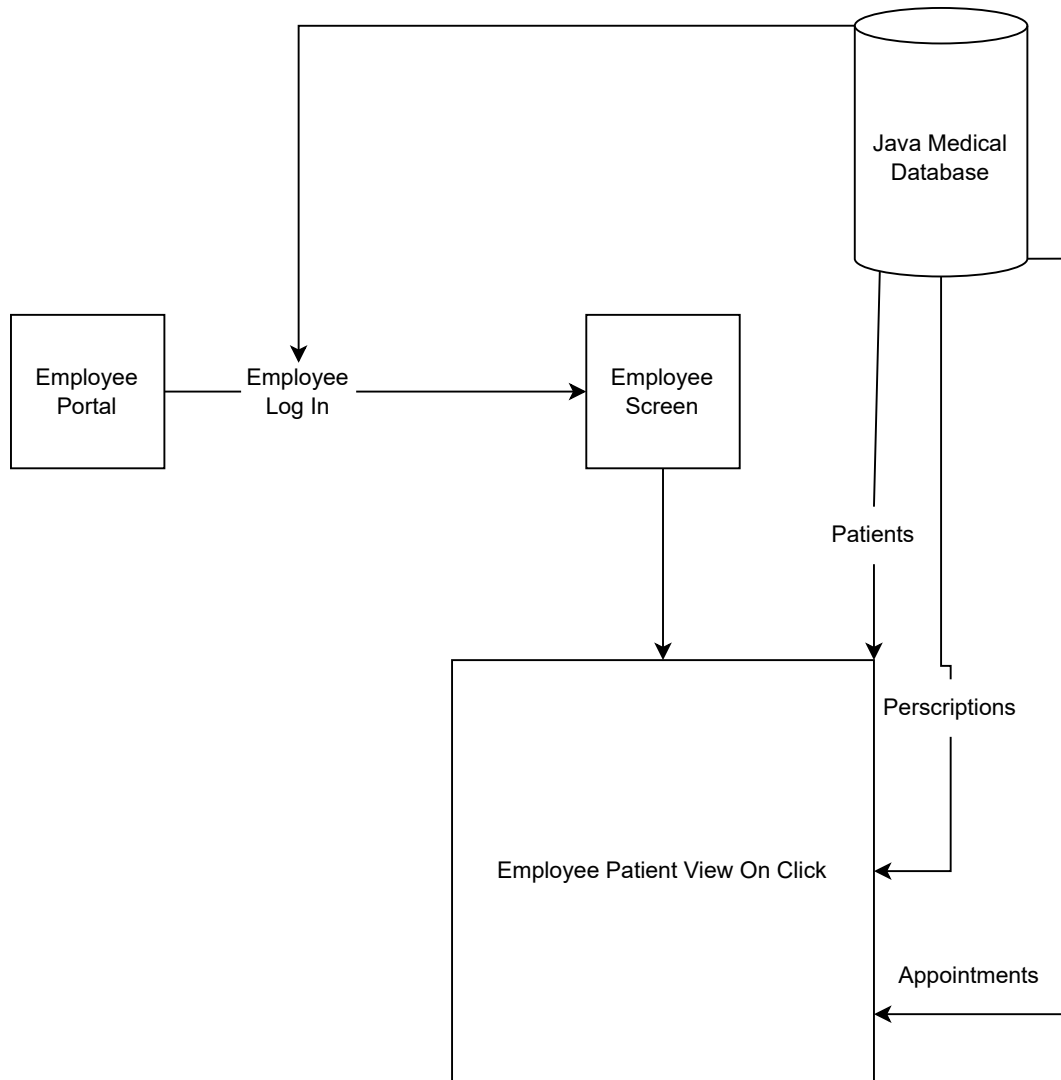 Java Medical
Database
Employee
Portal
Employee
Log In
Employee
Screen
Patients
Perscriptions
Employee Patient View On Click
Appointments